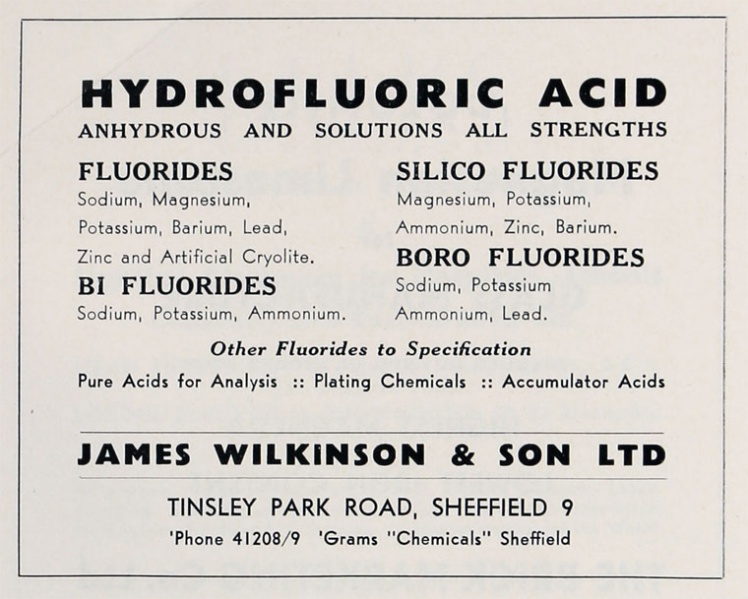 HYDROFLUORIC ACID
ANHYDROUS AND SOLUTIONS ALL STRENGTHS
FLUORIDES
Sodium, Magnesium,
Potassium, Barium, Lead,
Zinc and Artificial Cryolite.
BI FLUORIDES
Sodium, Potassium, Ammonium.
SILICO FLUORIDES
Magnesium, Potassium,
Ammonium, Zinc, Barium.
BORO FLUORIDES
Sodium, Potassium
Ammonium, Lead.
Other Fluorides to Specification
Pure Acids for Analysis :: Plating Chemicals :: Accumulator Acids
JAMES WILKINSON & SON LTD
TINSLEY PARK ROAD, SHEFFIELD 9
'Phone 41208/9 'Grams "Chemicals" Sheffield